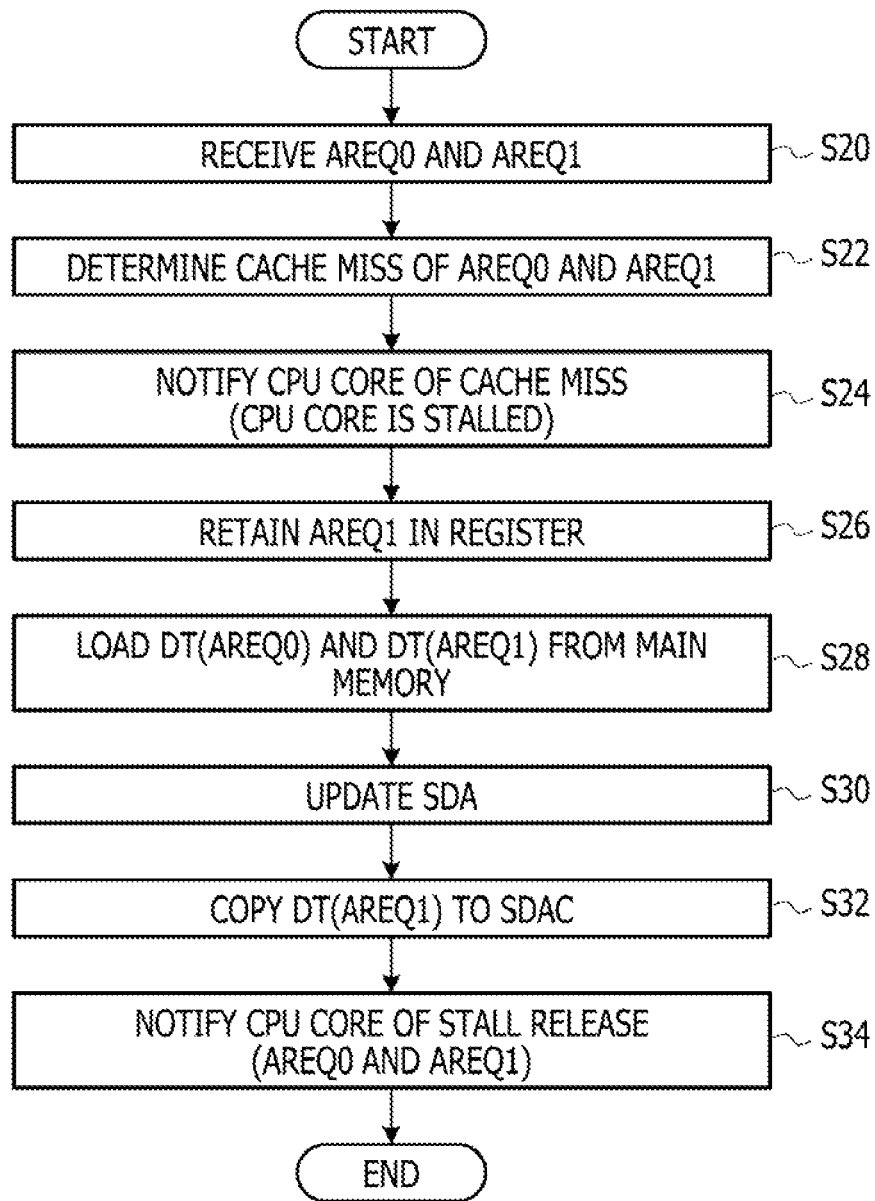 START
RECEIVE AREQ0 AND AREQ1
S20
DETERMINE CACHE MISS OF AREQ0 AND AREQ1
S22
NOTIFY CPU CORE OF CACHE MISS
(CPU CORE IS STALLED)
S24
RETAIN AREQ1 IN REGISTER
S26
LOAD DT(AREQ0) AND DT(AREQ1) FROM MAIN
MEMORY
S28
UPDATE SDA
S30
COPY DT(AREQ1) TO SDAC
S32
NOTIFY CPU CORE OF STALL RELEASE
(AREQ0 AND AREQ1)
S34
END